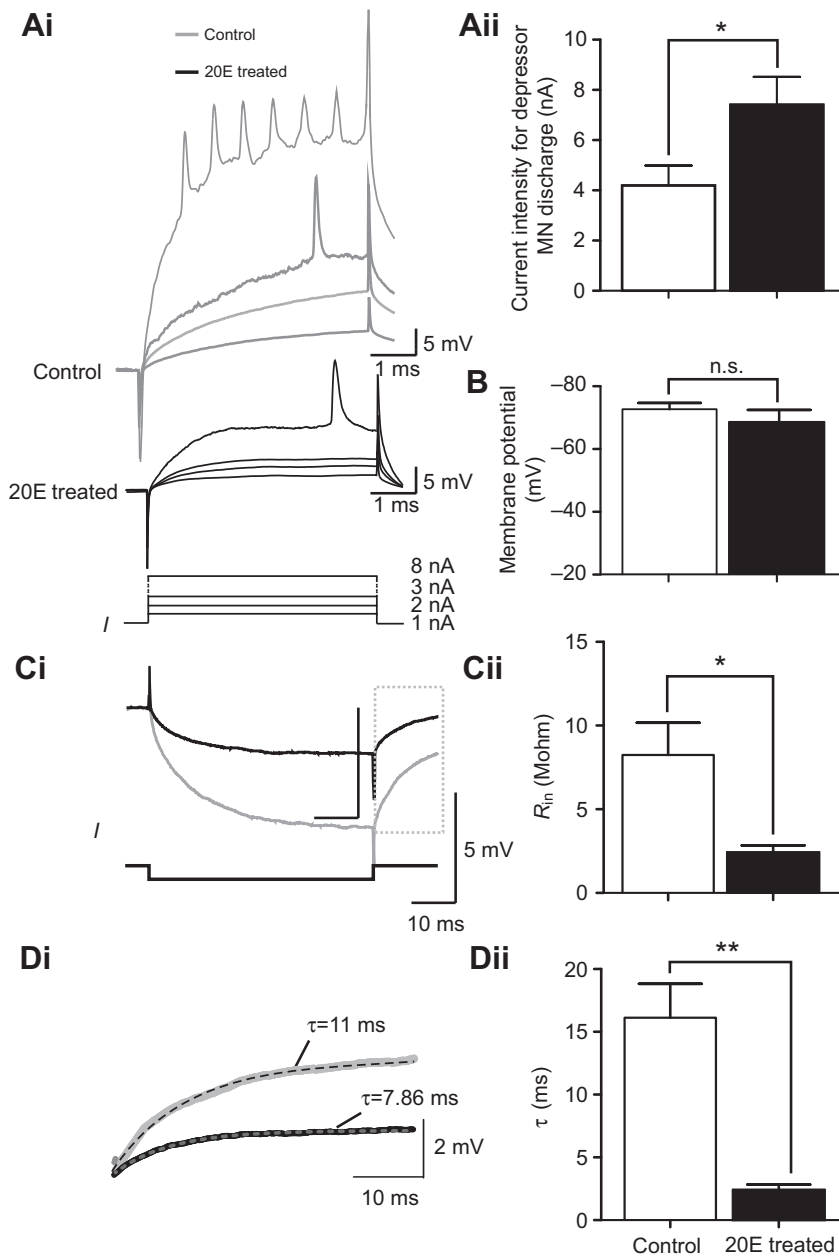 Ai
Control
20E treated
5 mV
1 ms
Control
5 mV
1 ms
20E treated
8 nA
3 nA
2 nA
1 nA
I
Aii
*
10
8
6
4
2
0
Current intensity for depressor
MN discharge (nA)
B
n.s.
–80
–60
–40
–20
Membrane potential
(mV)
Ci
I
5 mV
10 ms
Cii
*
15
10
5
0
Rin (Mohm)
Di
τ=11 ms
τ=7.86 ms
2 mV
10 ms
Dii
**
20
15
10
5
0
τ (ms)
Control
20E treated